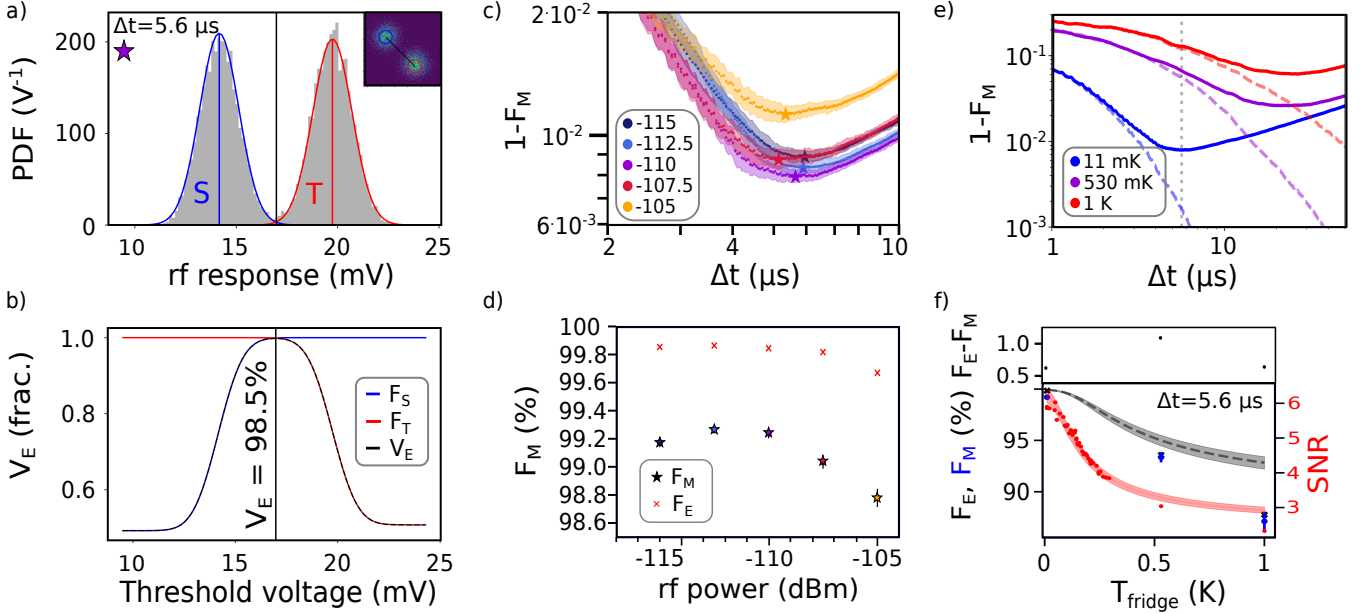 a)
Δt=5.6 μs
PDF (V⁻¹)
200
100
0
S
T
10
15
20
25
rf response (mV)
b)
V_E (frac.)
1.0
0.8
0.6
V_E = 98.5%
F_S
F_T
V_E
10
15
20
25
Threshold voltage (mV)
c)
1-F_M
2·10⁻²
10⁻²
6·10⁻³
-115
-112.5
-110
-107.5
-105
2
4
6
10
Δt (μs)
d)
F_M (%)
100
99.8
99.6
99.4
99.2
99.0
98.8
98.6
F_M
F_E
-115
-110
-105
rf power (dBm)
e)
1-F_M
10⁻¹
10⁻²
10⁻³
11 mK
530 mK
1 K
1
10
Δt (μs)
f)
F_E-F_M
1.0
0.5
F_E, F_M (%)
95
90
Δt=5.6 μs
6
5
4
3
SNR
0
0.5
1
T_fridge (K)